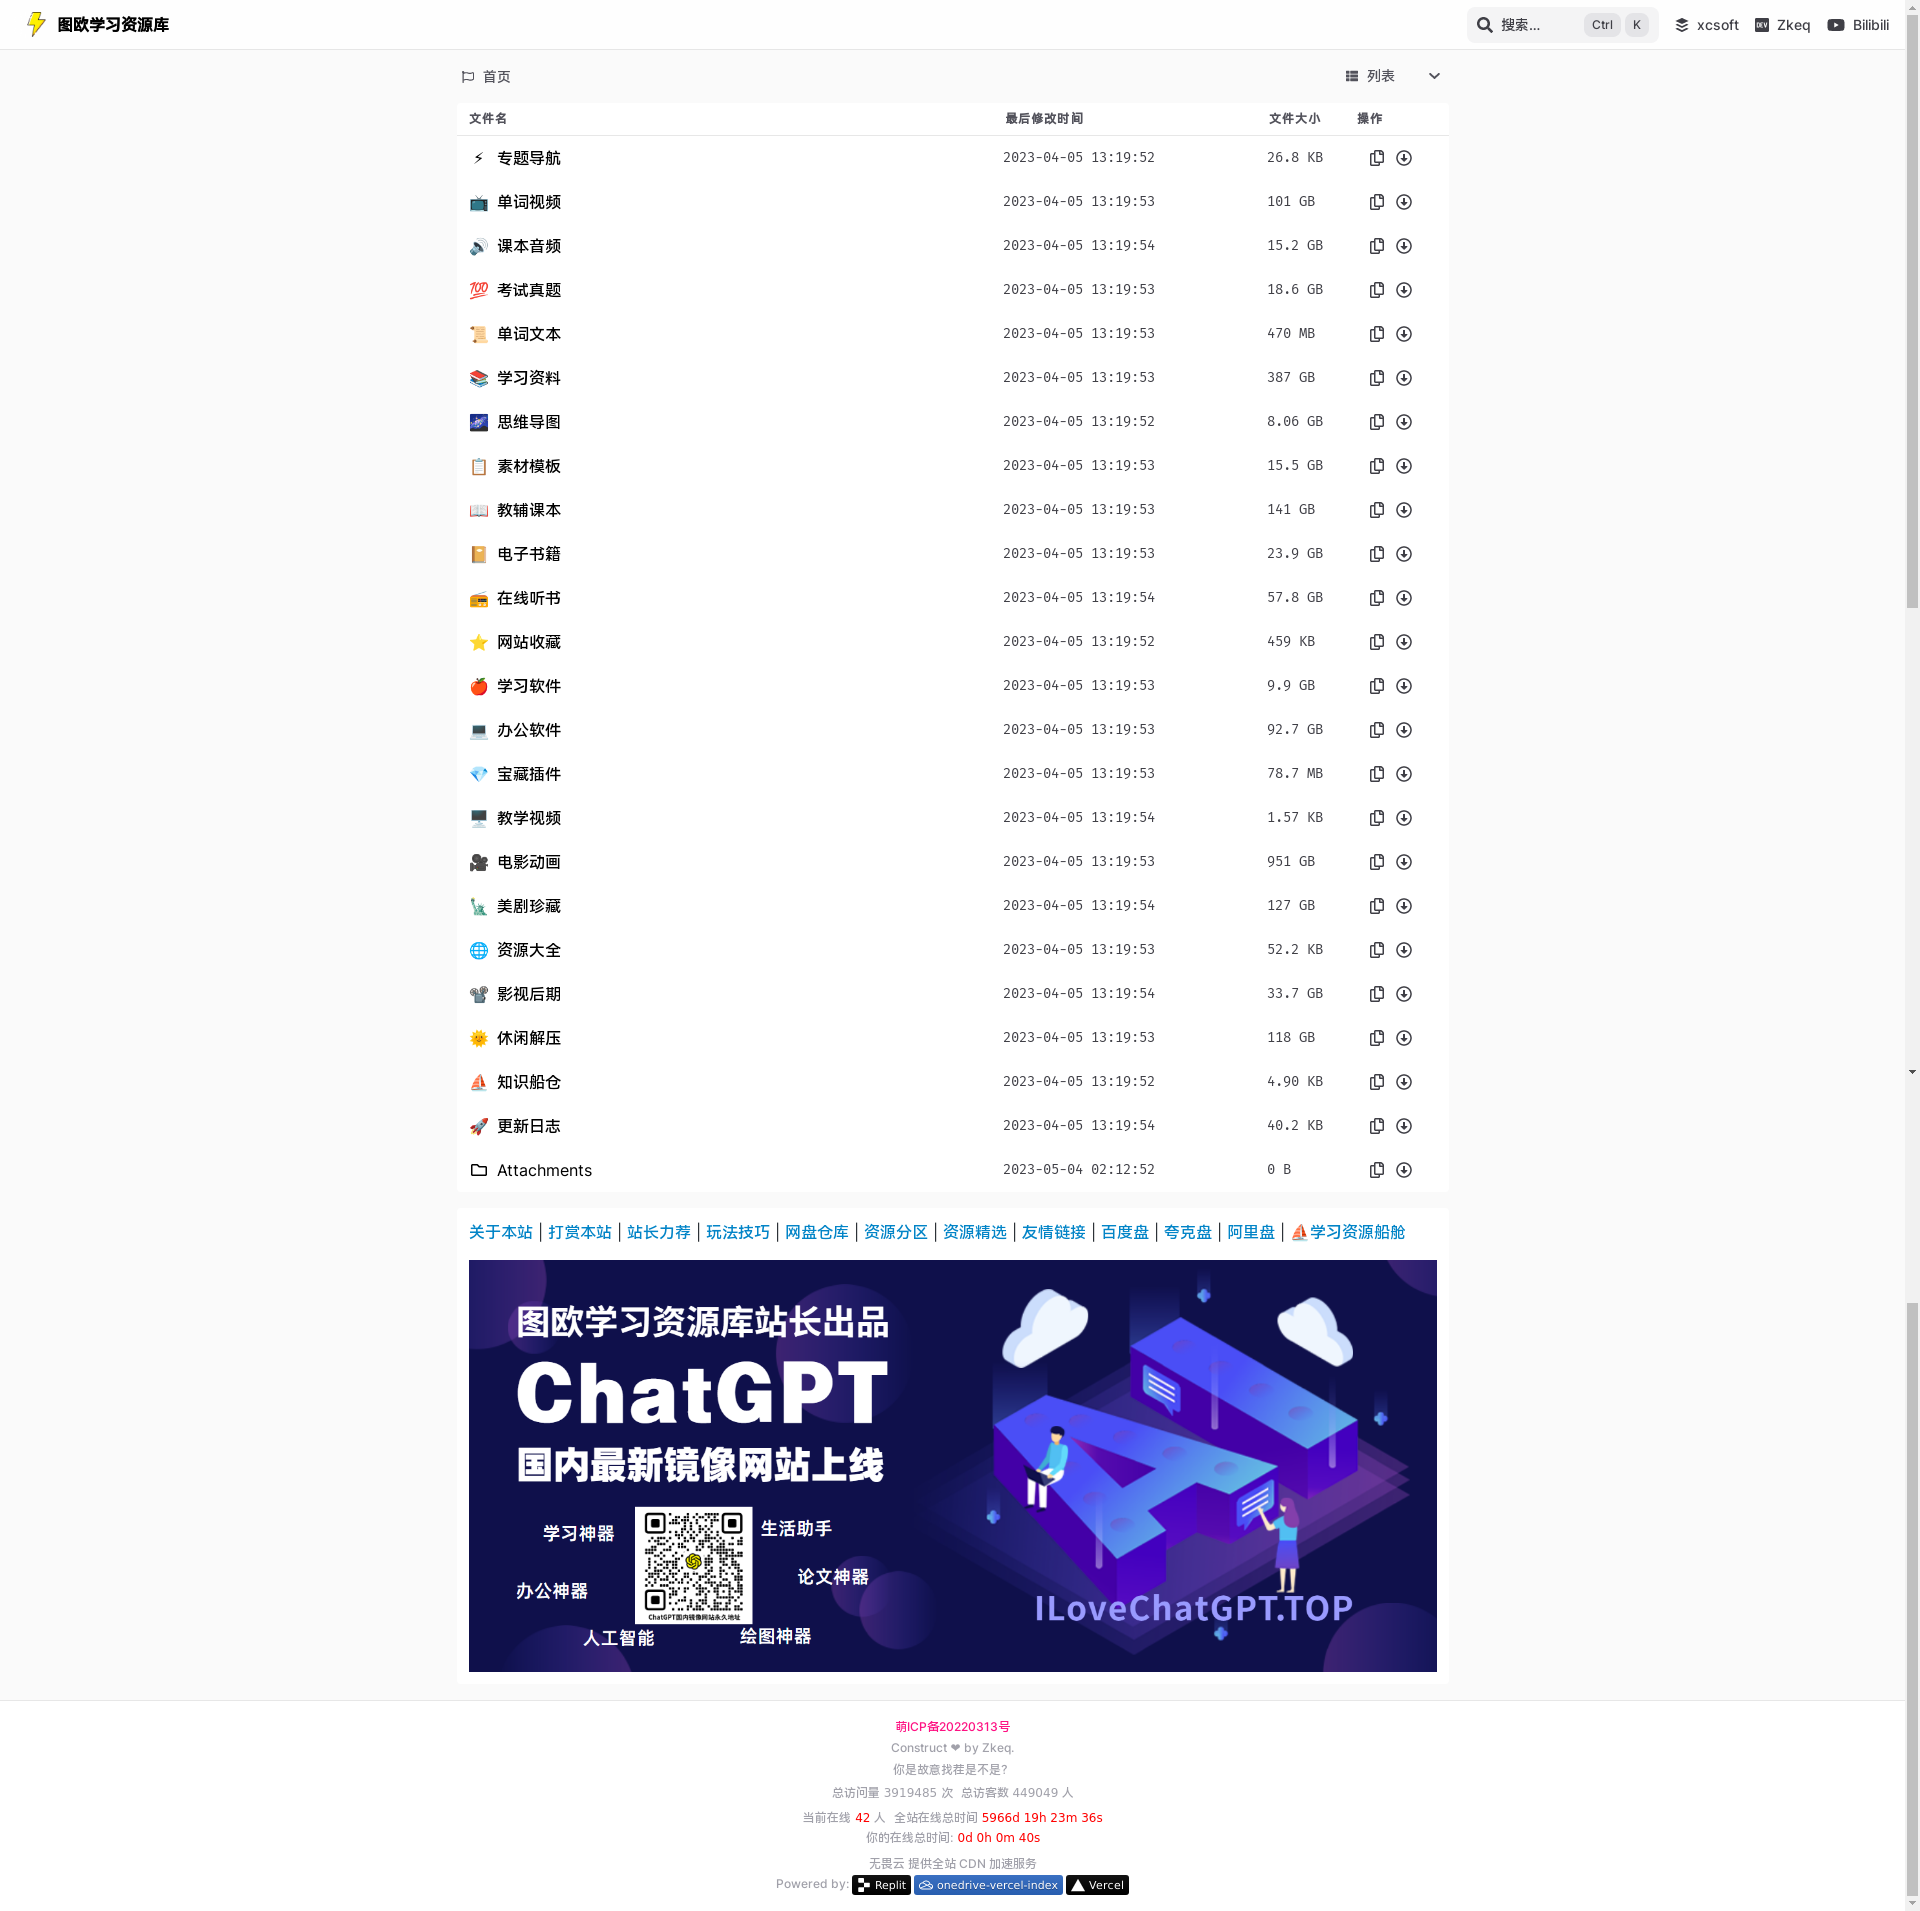 图欧学习资源库 搜索... Ctrl K xcsoft Zkeq Bilibili
首页 列表
文件名 最后修改时间 文件大小 操作
专题导航 2023-04-05 13:19:52 26.8 KB
单词视频 2023-04-05 13:19:53 101 GB
课本音频 2023-04-05 13:19:54 15.2 GB
考试真题 2023-04-05 13:19:53 18.6 GB
单词文本 2023-04-05 13:19:53 470 MB
学习资料 2023-04-05 13:19:53 387 GB
思维导图 2023-04-05 13:19:52 8.06 GB
素材模板 2023-04-05 13:19:53 15.5 GB
教辅课本 2023-04-05 13:19:53 141 GB
电子书籍 2023-04-05 13:19:53 23.9 GB
在线听书 2023-04-05 13:19:54 57.8 GB
网站收藏 2023-04-05 13:19:52 459 KB
学习软件 2023-04-05 13:19:53 9.9 GB
办公软件 2023-04-05 13:19:53 92.7 GB
宝藏插件 2023-04-05 13:19:53 78.7 MB
教学视频 2023-04-05 13:19:54 1.57 KB
电影动画 2023-04-05 13:19:53 951 GB
美剧珍藏 2023-04-05 13:19:54 127 GB
资源大全 2023-04-05 13:19:53 52.2 KB
影视后期 2023-04-05 13:19:54 33.7 GB
休闲解压 2023-04-05 13:19:53 118 GB
知识船仓 2023-04-05 13:19:52 4.90 KB
更新日志 2023-04-05 13:19:54 40.2 KB
Attachments 2023-05-04 02:12:52 0 B
关于本站 | 打赏本站 | 站长力荐 | 玩法技巧 | 网盘仓库 | 资源分区 | 资源精选 | 友情链接 | 百度盘 | 夸克盘 | 阿里盘 | ⛵学习资源船舱
图欧学习资源库站长出品
ChatGPT
国内最新镜像网站上线
学习神器 生活助手
办公神器 论文神器
ChatGPT国内镜像网站永久地址
人工智能 绘图神器
ILoveChatGPT.TOP
萌ICP备20220313号
Construct ❤ by Zkeq.
你是故意找茬是不是?
总访问量 3919485 次 总访客数 449049 人
当前在线 42 人 全站在线总时间 5966d 19h 23m 36s
你的在线总时间: 0d 0h 0m 40s
无畏云 提供全站 CDN 加速服务
Powered by: Replit onedrive-vercel-index Vercel